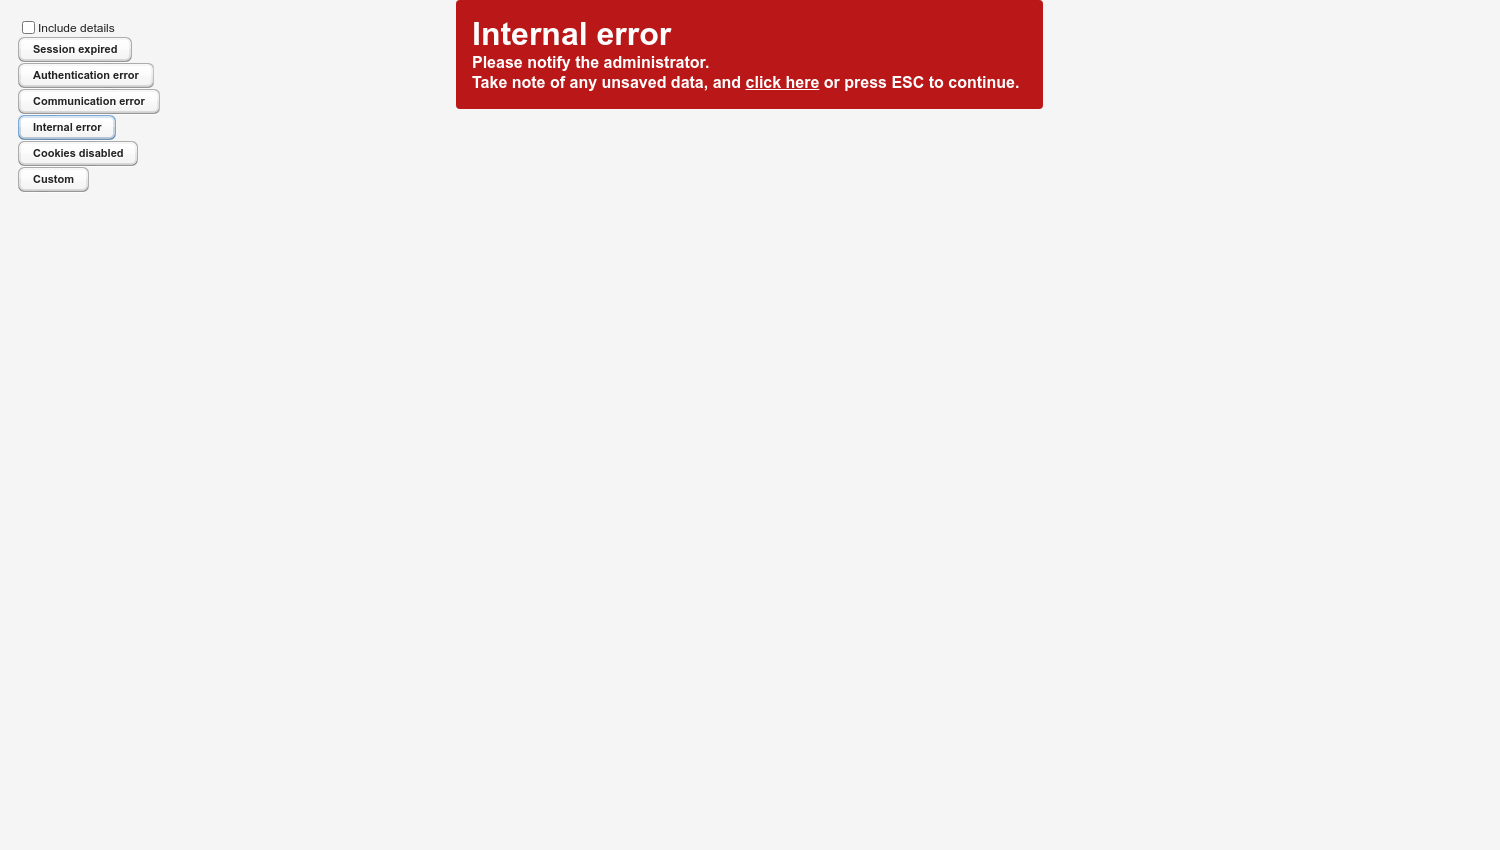 Include details
Session expired
Authentication error
Communication error
Internal error
Cookies disabled
Custom
Internal error
Please notify the administrator.
Take note of any unsaved data, and click here or press ESC to continue.